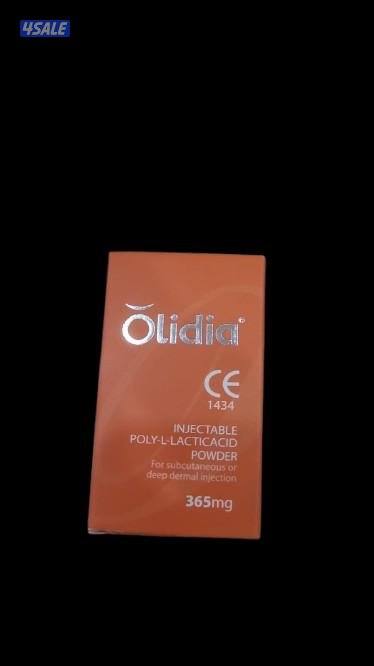 4SALE
Olidia®
CE
1434
INJECTABLE
POLY-L-LACTICACID
POWDER
For subcutaneous or
deep dermal injection
365mg